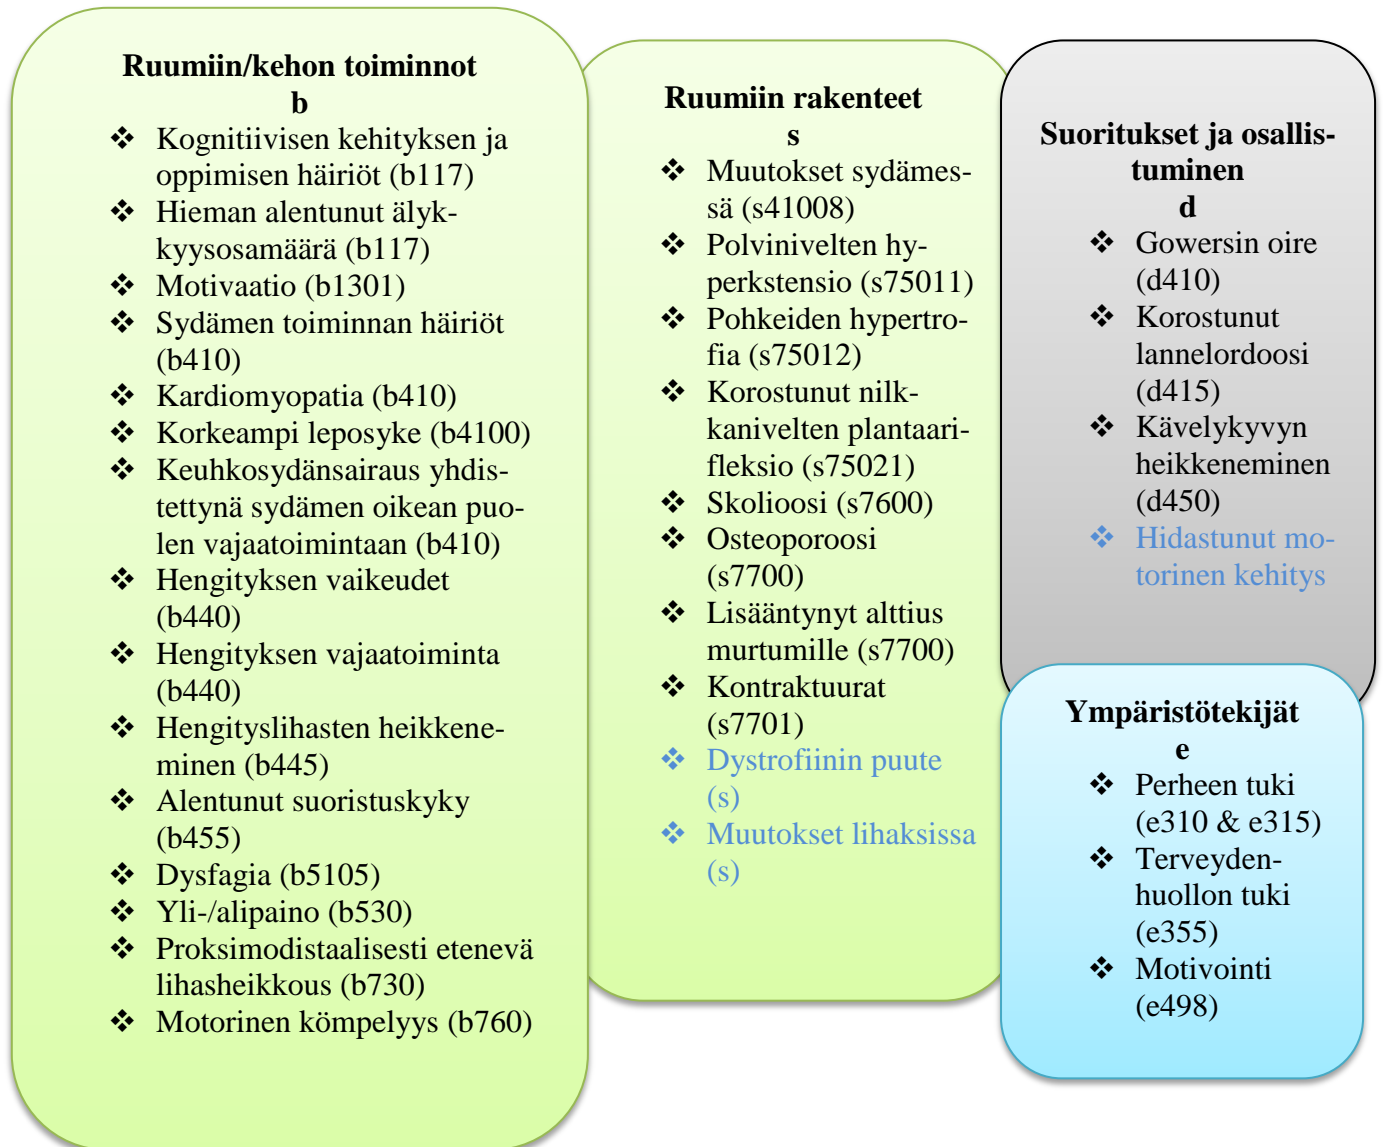 Ruumiin/kehon toiminnot
b
❖ Kognitiivisen kehityksen ja
oppimisen häiriöt (b117)
❖ Hieman alentunut älyk-
kyysosamäärä (b117)
❖ Motivaatio (b1301)
❖ Sydämen toiminnan häiriöt
(b410)
❖ Kardiomyopatia (b410)
❖ Korkeampi leposyke (b4100)
❖ Keuhkosydänsairaus yhdis-
tettynä sydämen oikean puo-
len vajaatoimintaan (b410)
❖ Hengityksen vaikeudet
(b440)
❖ Hengityksen vajaatoiminta
(b440)
❖ Hengityslihasten heikkene-
minen (b445)
❖ Alentunut suoristuskyky
(b455)
❖ Dysfagia (b5105)
❖ Yli-/alipaino (b530)
❖ Proksimodistaalisesti etenevä
lihasheikkous (b730)
❖ Motorinen kömpelyys (b760)
Ruumiin rakenteet
s
❖ Muutokset sydämes-
sä (s41008)
❖ Polvinivelten hy-
perkstensio (s75011)
❖ Pohkeiden hypertro-
fia (s75012)
❖ Korostunut nilk-
kanivelten plantaari-
fleksio (s75021)
❖ Skolioosi (s7600)
❖ Osteoporoosi
(s7700)
❖ Lisääntynyt alttius
murtumille (s7700)
❖ Kontraktuurat
(s7701)
❖ Dystrofiinin puute
(s)
❖ Muutokset lihaksissa
(s)
Suoritukset ja osallis-
tuminen
d
❖ Gowersin oire
(d410)
❖ Korostunut
lannelordoosi
(d415)
❖ Kävelykyvyn
heikkeneminen
(d450)
❖ Hidastunut mo-
torinen kehitys
Ympäristötekijät
e
❖ Perheen tuki
(e310 & e315)
❖ Terveyden-
huollon tuki
(e355)
❖ Motivointi
(e498)